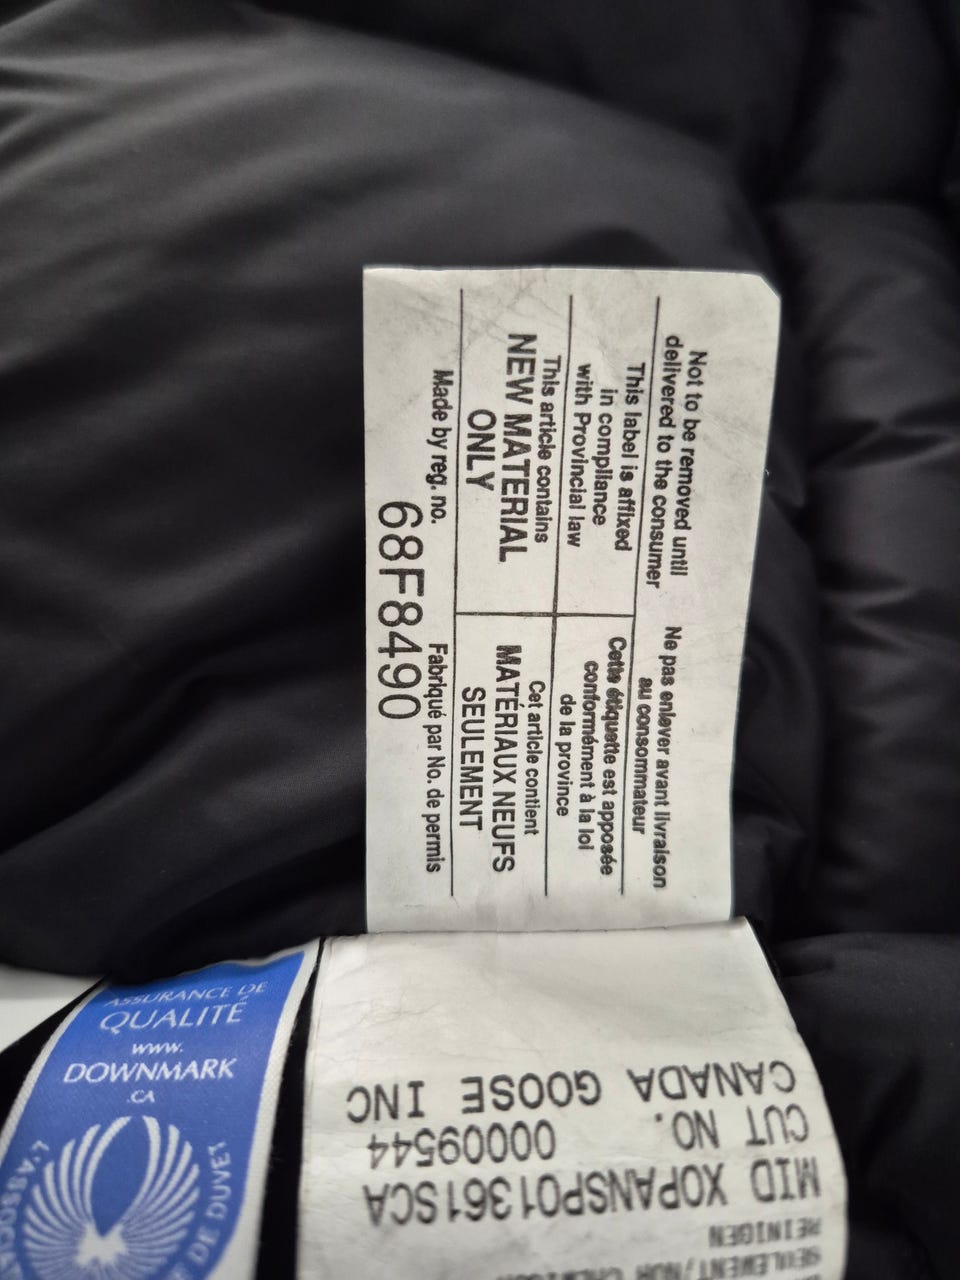 Not to be removed until
delivered to the consumer
Ne pas enlever avant livraison
au consommateur
This label is affixed
in compliance
with Provincial law
Cette étiquette est apposée
conformément à la loi
de la province
This article contains
NEW MATERIAL
ONLY
Cet article contient
MATÉRIAUX NEUFS
SEULEMENT
Made by reg. no.
Fabriqué par No. de permis
68F8490
ASSURANCE DE
QUALITÉ
www.
DOWNMARK
.CA
DE DUVET
REINIGEN
MID XOPANSP01361SCA
CUT NO. 00009544
CANADA GOOSE INC